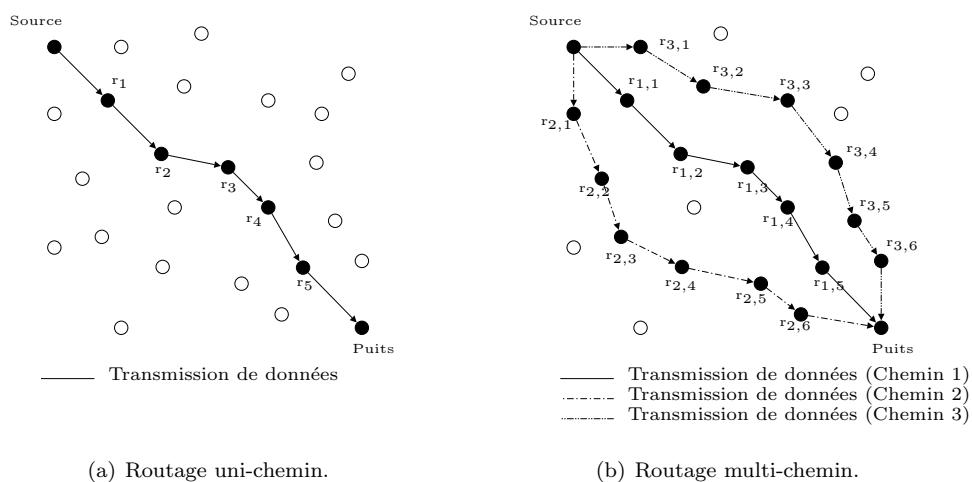 Source
r1
r2
r3
r4
r5
Puits
Transmission de données
(a) Routage uni-chemin.
Source
r3,1
r3,2
r1,1
r3,3
r2,1
r1,2
r3,4
r2,2
r1,3
r3,5
r1,4
r2,3
r3,6
r2,4
r1,5
r2,5
r2,6
Puits
Transmission de données (Chemin 1)
Transmission de données (Chemin 2)
Transmission de données (Chemin 3)
(b) Routage multi-chemin.